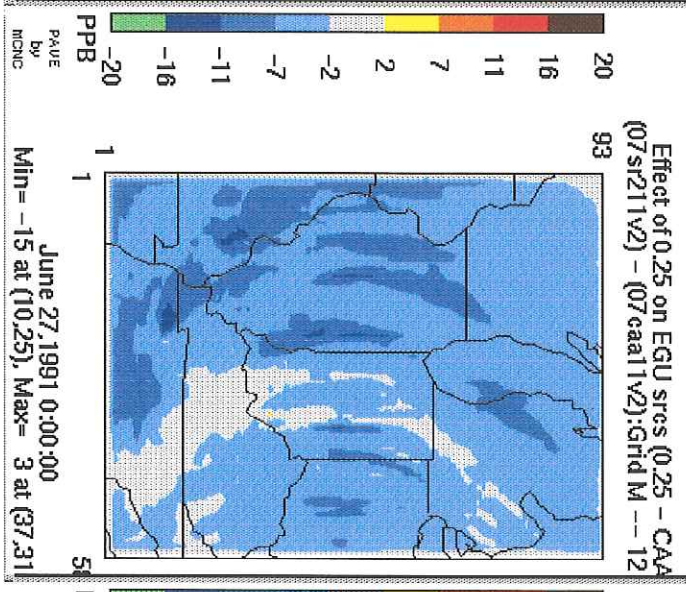 Effect of 0.25 on EGU srcs (0.25 - CAA
(07sr211v2) - (07caa11v2):Grid M -- 12
20
16
11
7
2
-2
-7
-11
-16
-20
PPB
93
1
1
PAVE
by
MCNC
June 27,1991 0:00:00
Min= -15 at (10,25), Max= 3 at (37,31